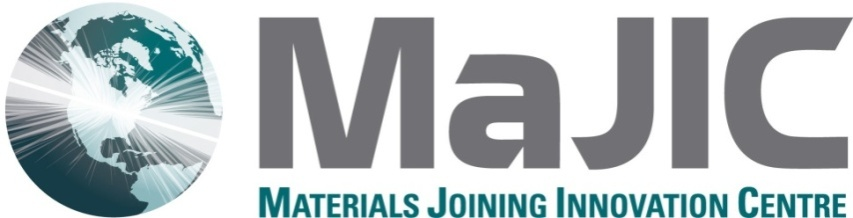 MaJIC
MATERIALS JOINING INNOVATION CENTRE